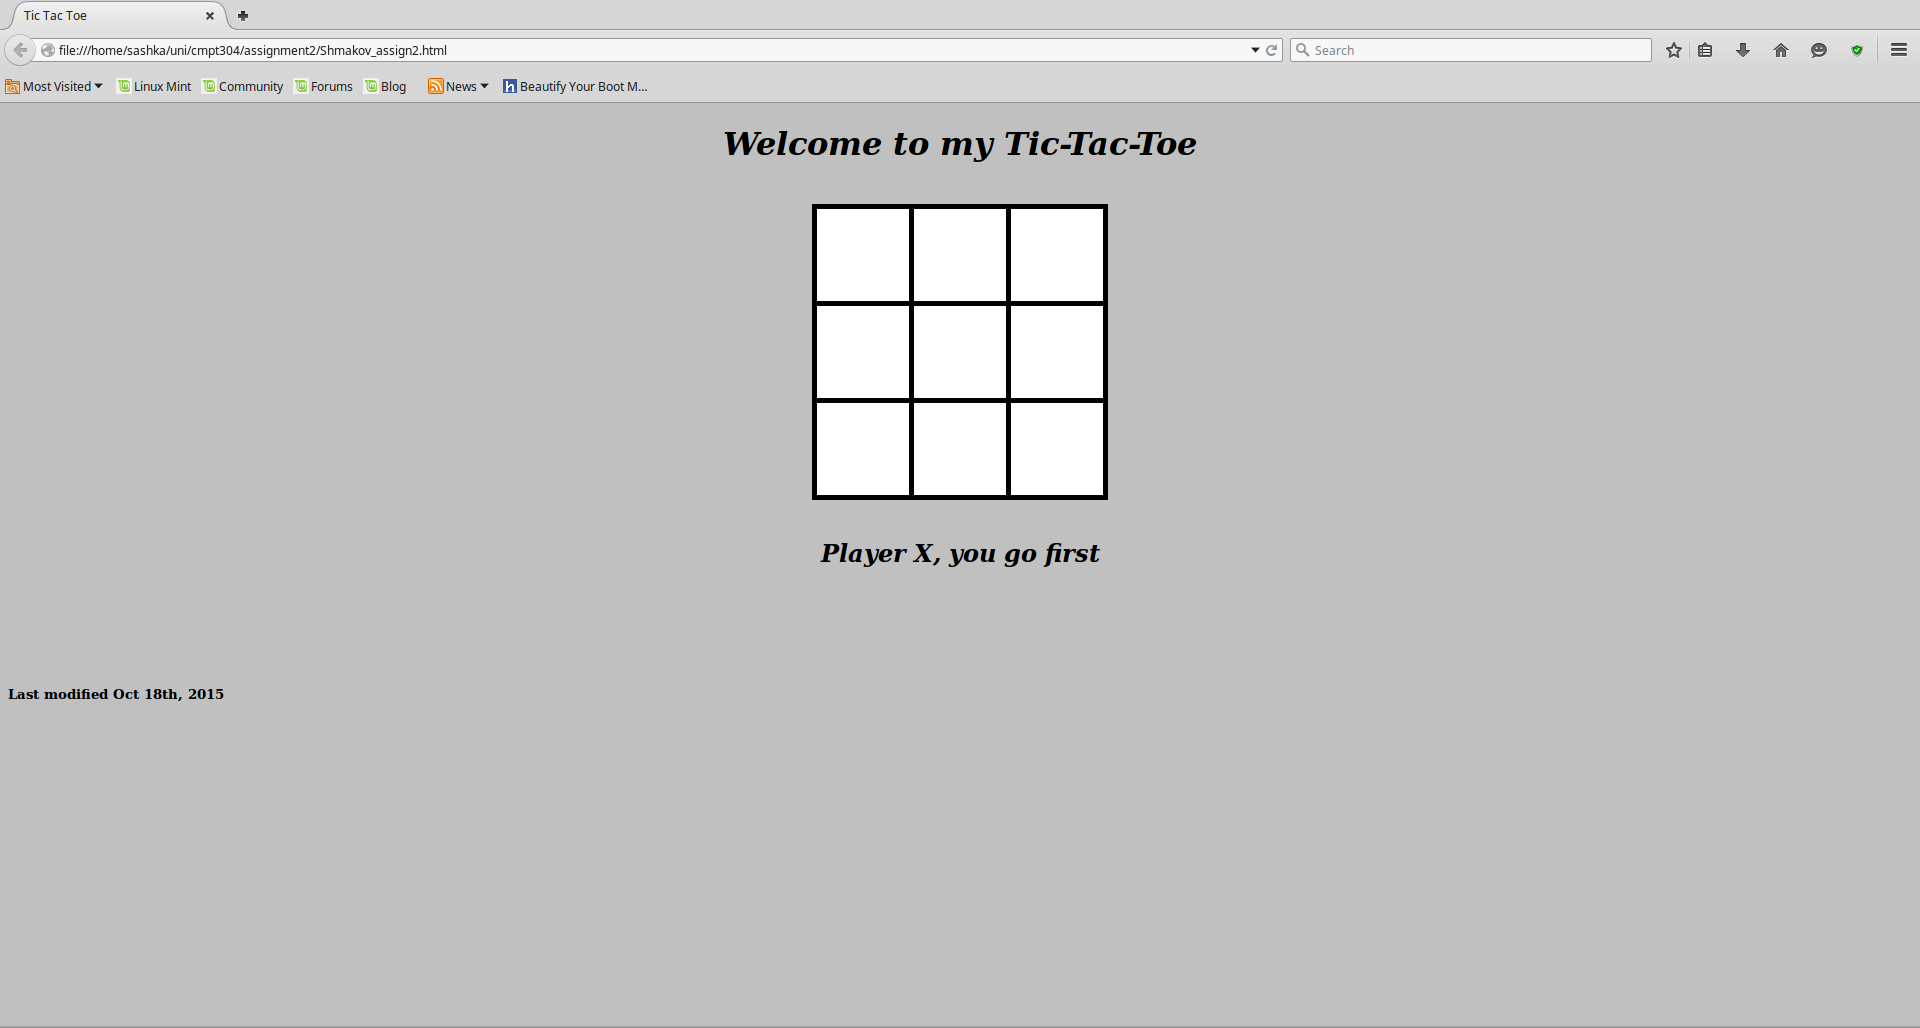 Tic Tac Toe
file:///home/sashka/uni/cmpt304/assignment2/Shmakov_assign2.html
Search
Most Visited
Linux Mint
Community
Forums
Blog
News
Beautify Your Boot M...
Welcome to my Tic-Tac-Toe
Player X, you go first
Last modified Oct 18th, 2015